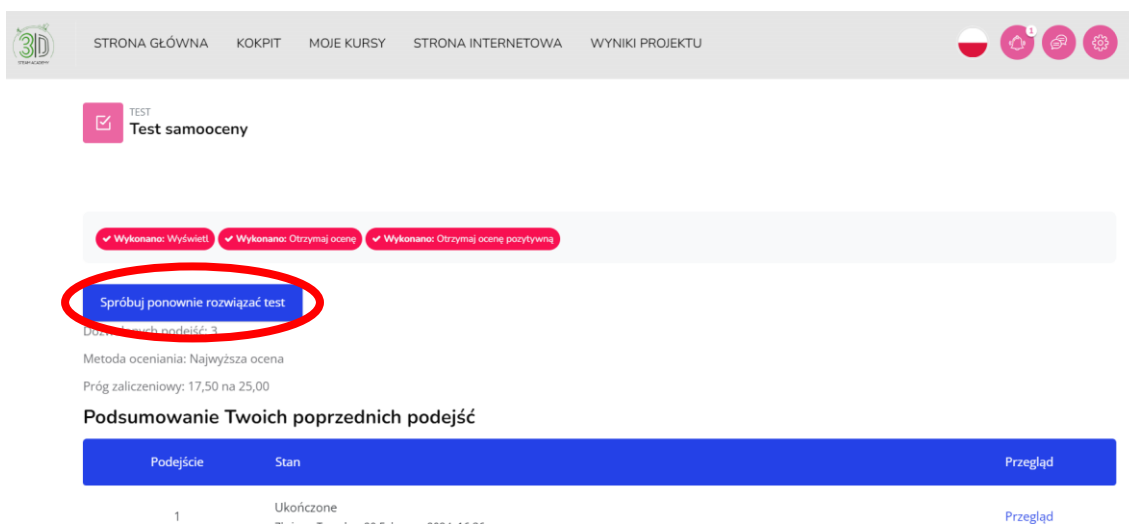 3D
STRONA GŁÓWNA KOKPIT MOJE KURSY STRONA INTERNETOWA WYNIKI PROJEKTU
1
TEST
Test samooceny
Wykonano: Wyświetl Wykonano: Otrzymaj ocenę Wykonano: Otrzymaj ocenę pozytywną
Spróbuj ponownie rozwiązać test
podejść: 3
Metoda oceniania: Najwyższa ocena
Próg zaliczeniowy: 17,50 na 25,00
Podsumowanie Twoich poprzednich podejść
Podejście Stan Przegląd
Ukończone
1 Przegląd